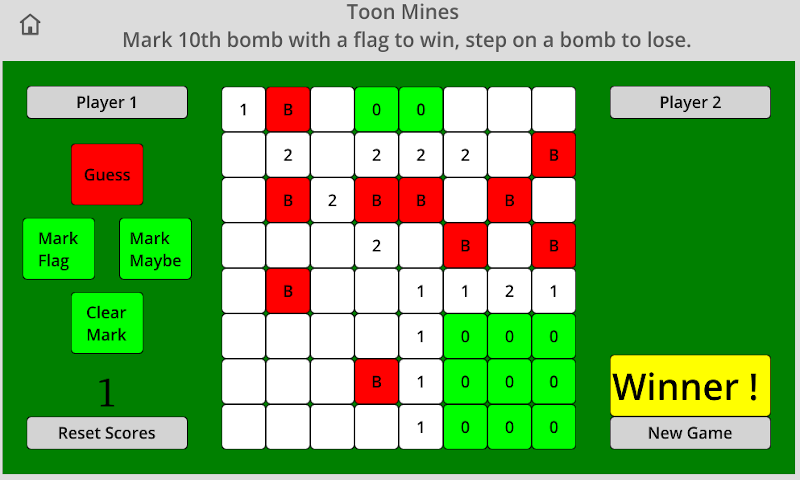 Toon Mines
Mark 10th bomb with a flag to win, step on a bomb to lose.
Player 1
Player 2
1 B 0 0
2 2 2 2 B
Guess
B 2 B B B
Mark
Flag
Mark
Maybe
2 B B
B 1 1 2 1
Clear
Mark
1 0 0 0
B 1 0 0 0
1 0 0 0
1
Reset Scores
Winner !
New Game